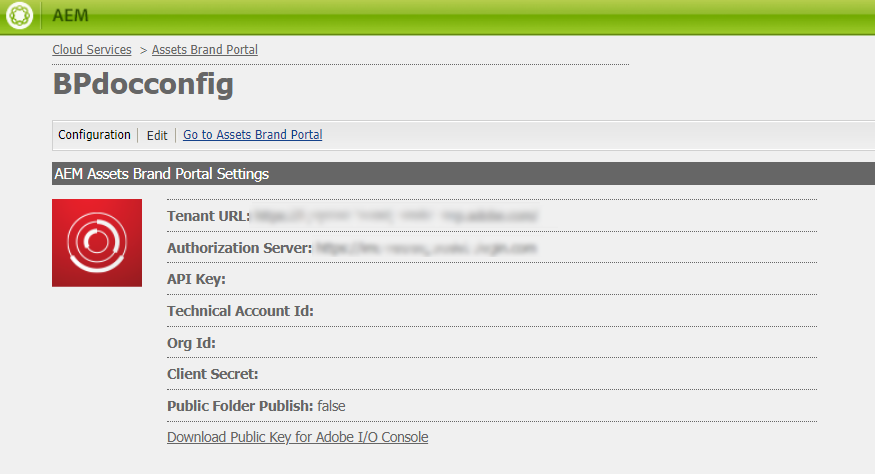 AEM
Cloud Services > Assets Brand Portal
BPdocconfig
Configuration | Edit | Go to Assets Brand Portal
AEM Assets Brand Portal Settings
Tenant URL:
Authorization Server:
API Key:
Technical Account Id:
Org Id:
Client Secret:
Public Folder Publish: false
Download Public Key for Adobe I/O Console